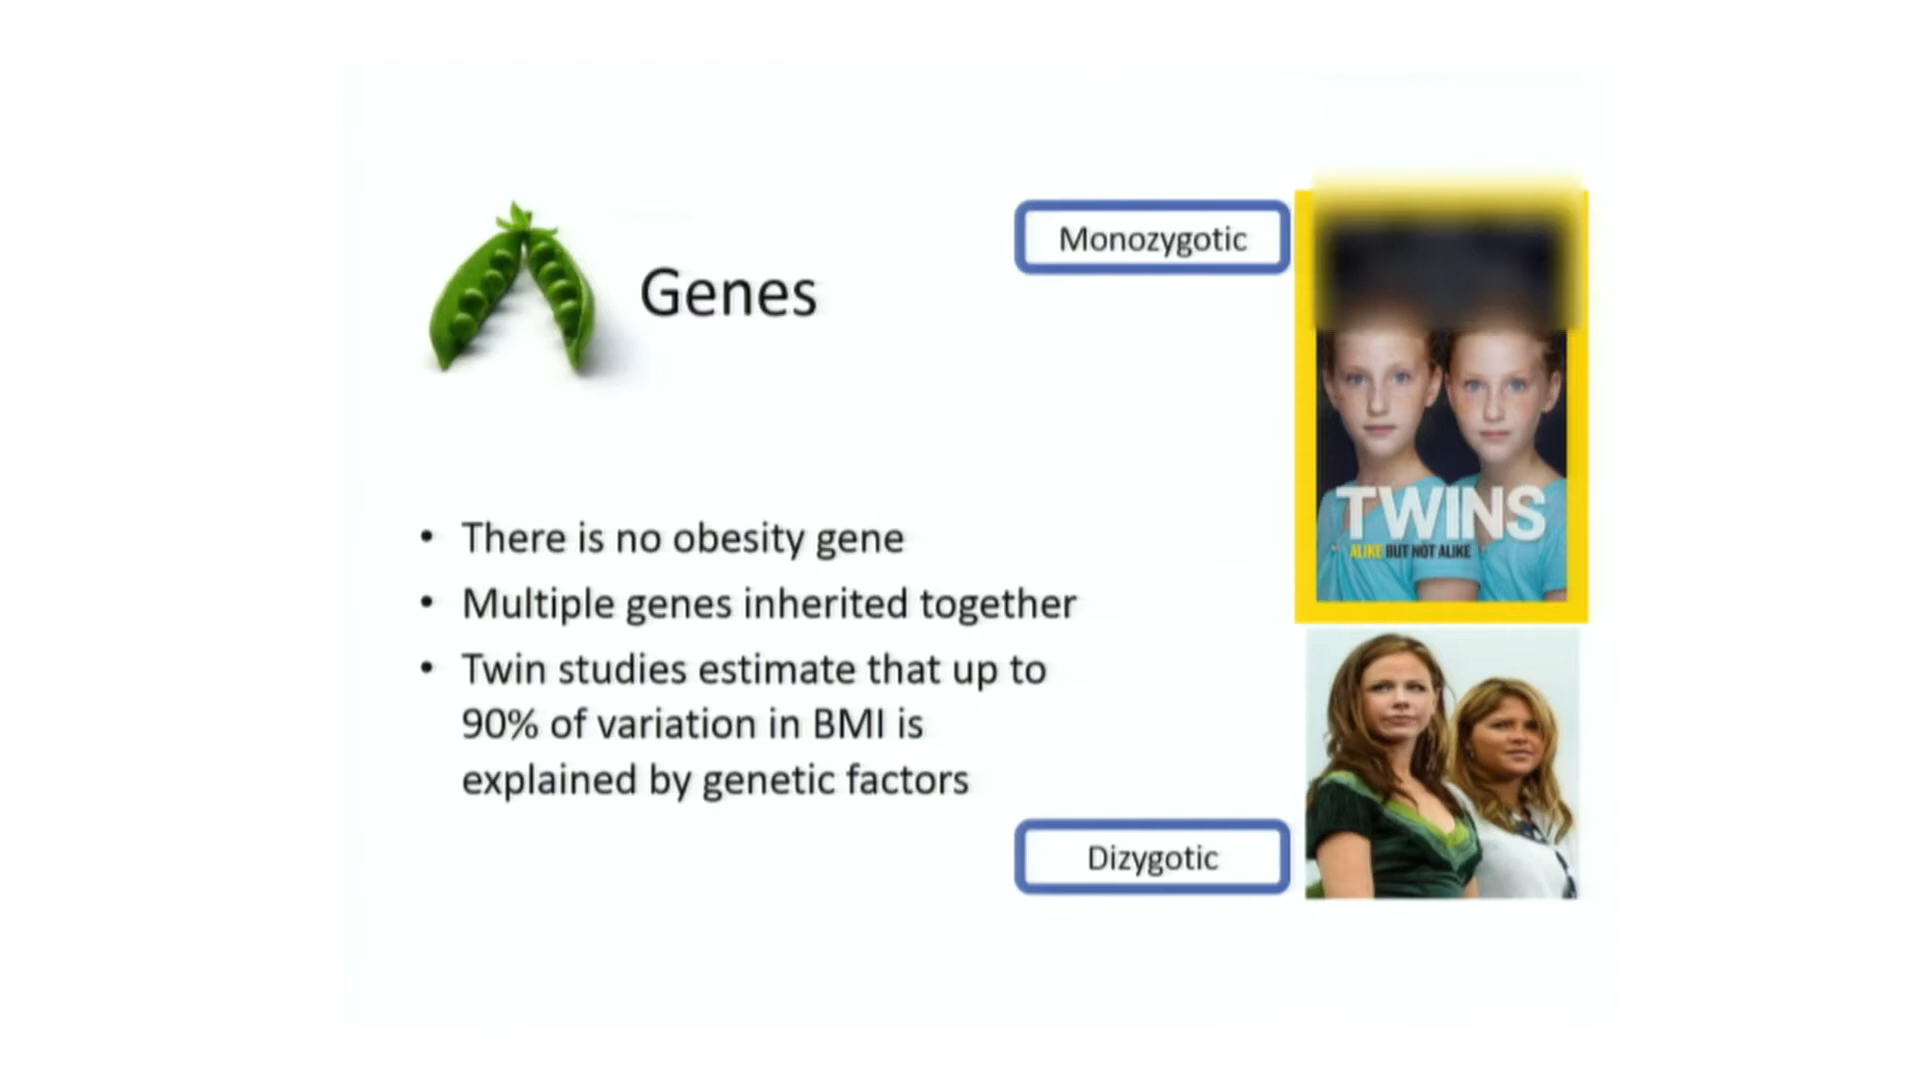 Genes
Monozygotic
TWINS
ALIKE BUT NOT ALIKE
• There is no obesity gene
• Multiple genes inherited together
• Twin studies estimate that up to
90% of variation in BMI is
explained by genetic factors
Dizygotic